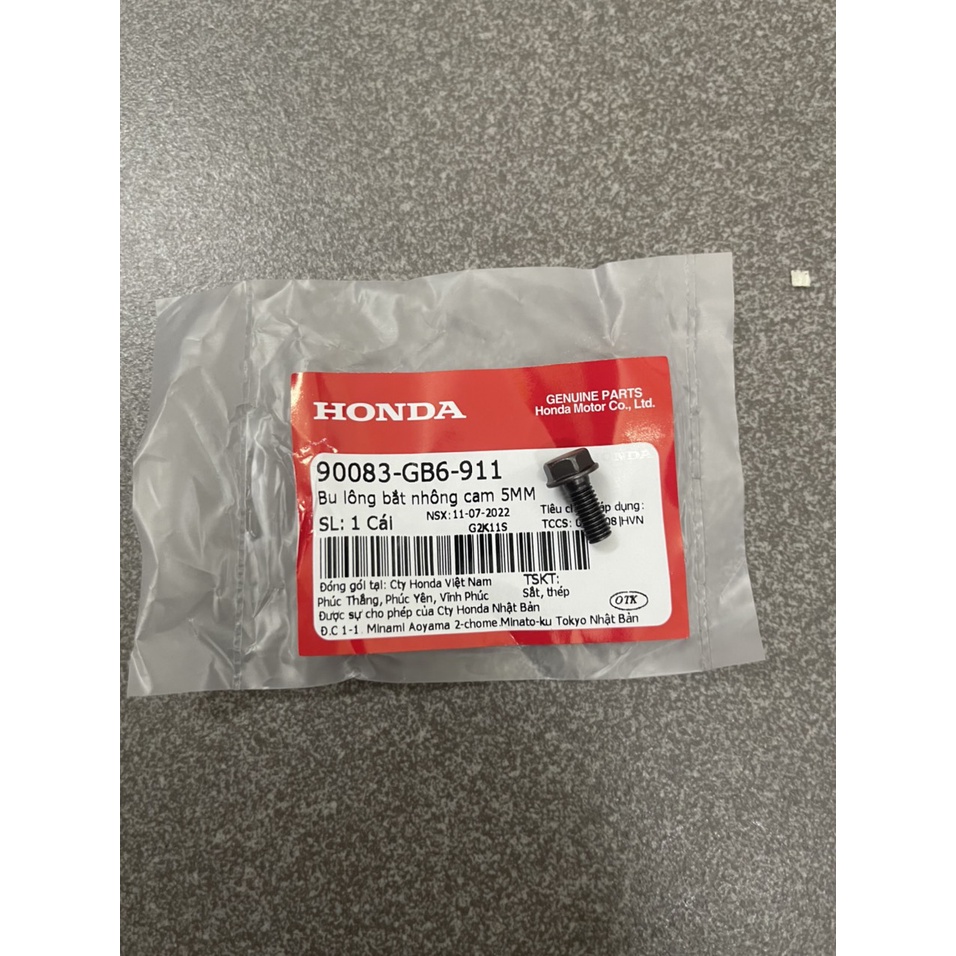 HONDA
GENUINE PARTS
Honda Motor Co., Ltd.
90083-GB6-911
Bu lông bắt nhông cam 5MM
SL: 1 Cái
NSX: 11-07-2022
G2K11S
Tiêu áp dụng:
TCCS: 08|HVN
Đóng gói tại: Cty Honda Việt Nam
Phúc Thắng, Phúc Yên, Vĩnh Phúc
TSKT:
Sắt, thép
Được sự cho phép của Cty Honda Nhật Bản
Đ.C 1-1, Minami Aoyama 2-chome.Minato-ku Tokyo Nhật Bản
OTK